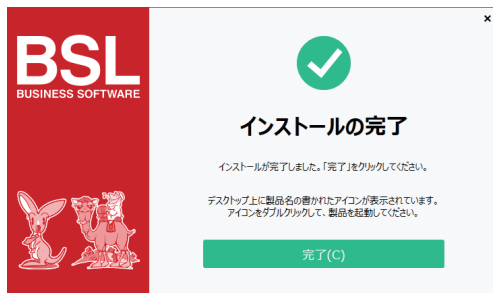 BSL
BUSINESS SOFTWARE
インストールの完了
インストールが完了しました。「完了」をクリックしてください。
デスクトップ上に製品名の書かれたアイコンが表示されています。
アイコンをダブルクリックして、製品を起動してください。
完了(C)